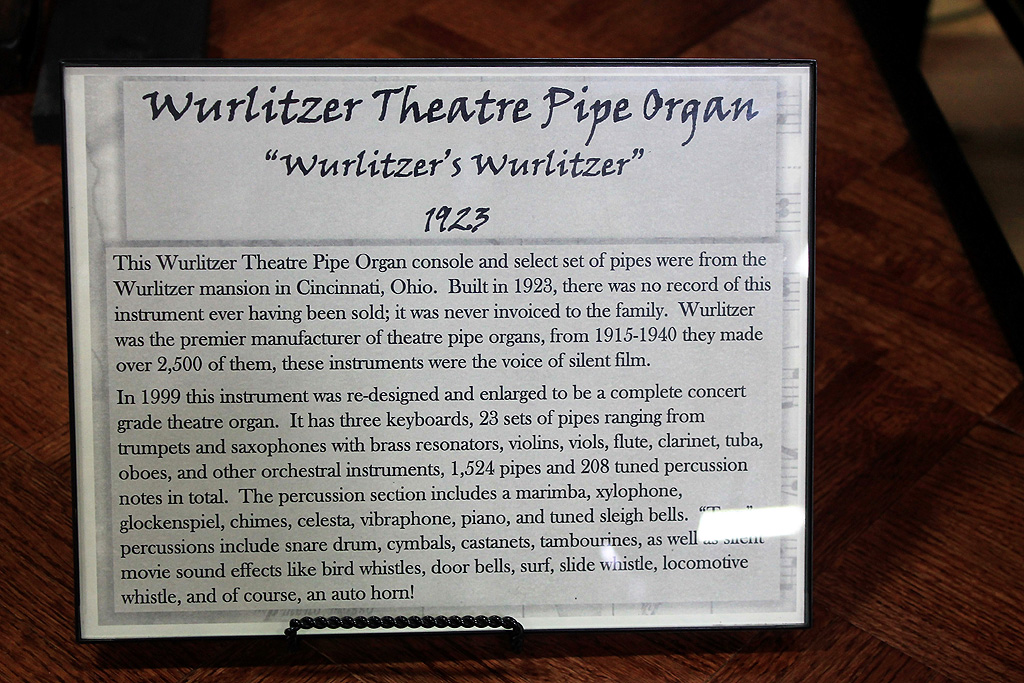 Wurlitzer Theatre Pipe Organ
"Wurlitzer's Wurlitzer"
1923
This Wurlitzer Theatre Pipe Organ console and select set of pipes were from the
Wurlitzer mansion in Cincinnati, Ohio.  Built in 1923, there was no record of this
instrument ever having been sold; it was never invoiced to the family.  Wurlitzer
was the premier manufacturer of theatre pipe organs, from 1915-1940 they made
over 2,500 of them, these instruments were the voice of silent film.
In 1999 this instrument was re-designed and enlarged to be a complete concert
grade theatre organ.  It has three keyboards, 23 sets of pipes ranging from
trumpets and saxophones with brass resonators, violins, viols, flute, clarinet, tuba,
oboes, and other orchestral instruments, 1,524 pipes and 208 tuned percussion
notes in total.  The percussion section includes a marimba, xylophone,
glockenspiel, chimes, celesta, vibraphone, piano, and tuned sleigh bells.
percussions include snare drum, cymbals, castanets, tambourines, as well as silent
movie sound effects like bird whistles, door bells, surf, slide whistle, locomotive
whistle, and of course, an auto horn!